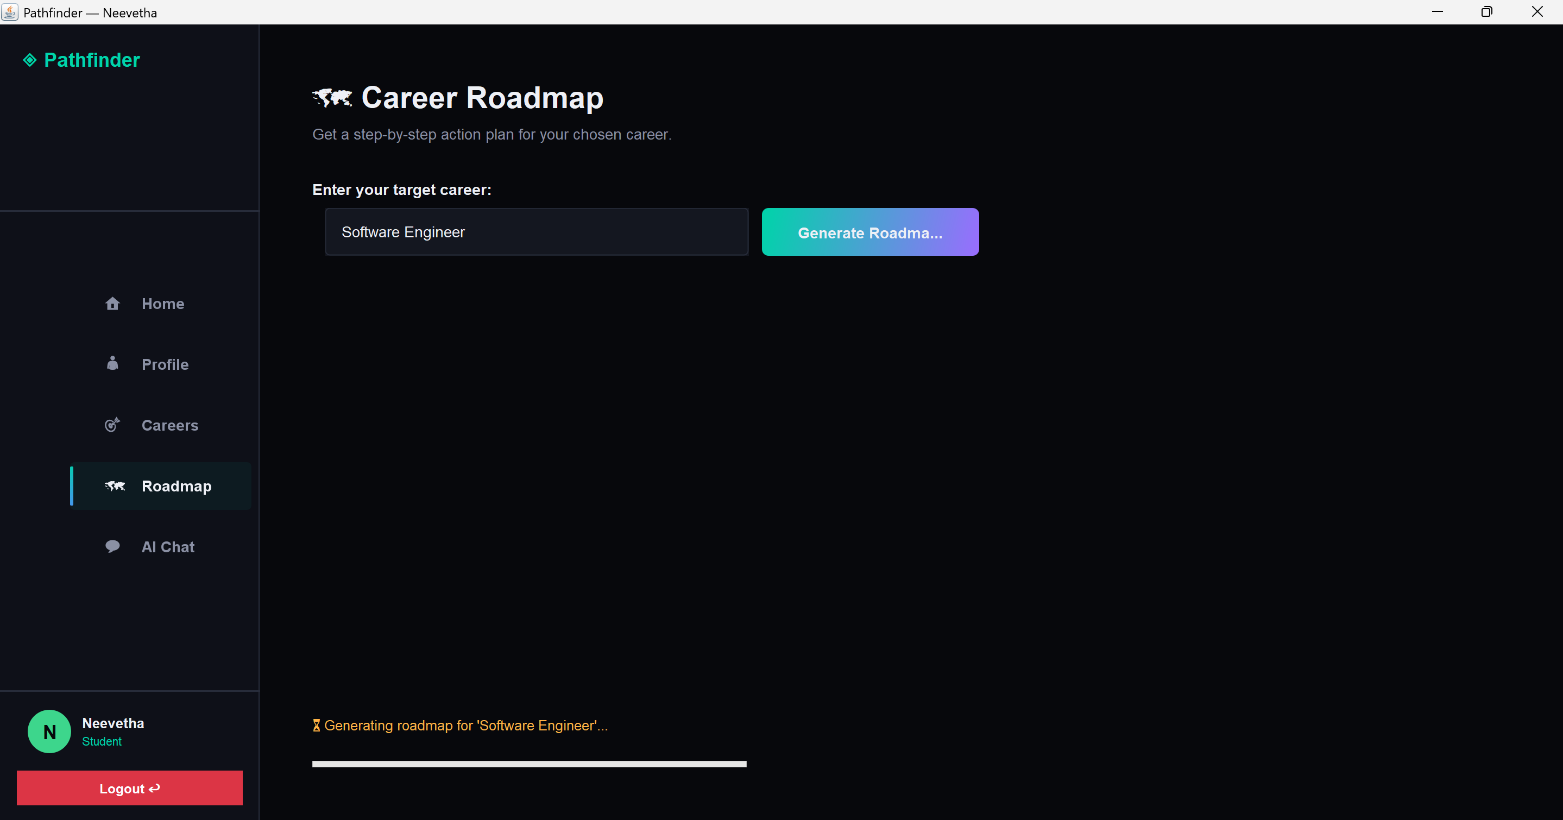 Pathfinder — Neevetha
Pathfinder
Career Roadmap
Get a step-by-step action plan for your chosen career.
Enter your target career:
Software Engineer
Generate Roadma...
Home
Profile
Careers
Roadmap
AI Chat
Generating roadmap for 'Software Engineer'...
N
Neevetha
Student
Logout ↩